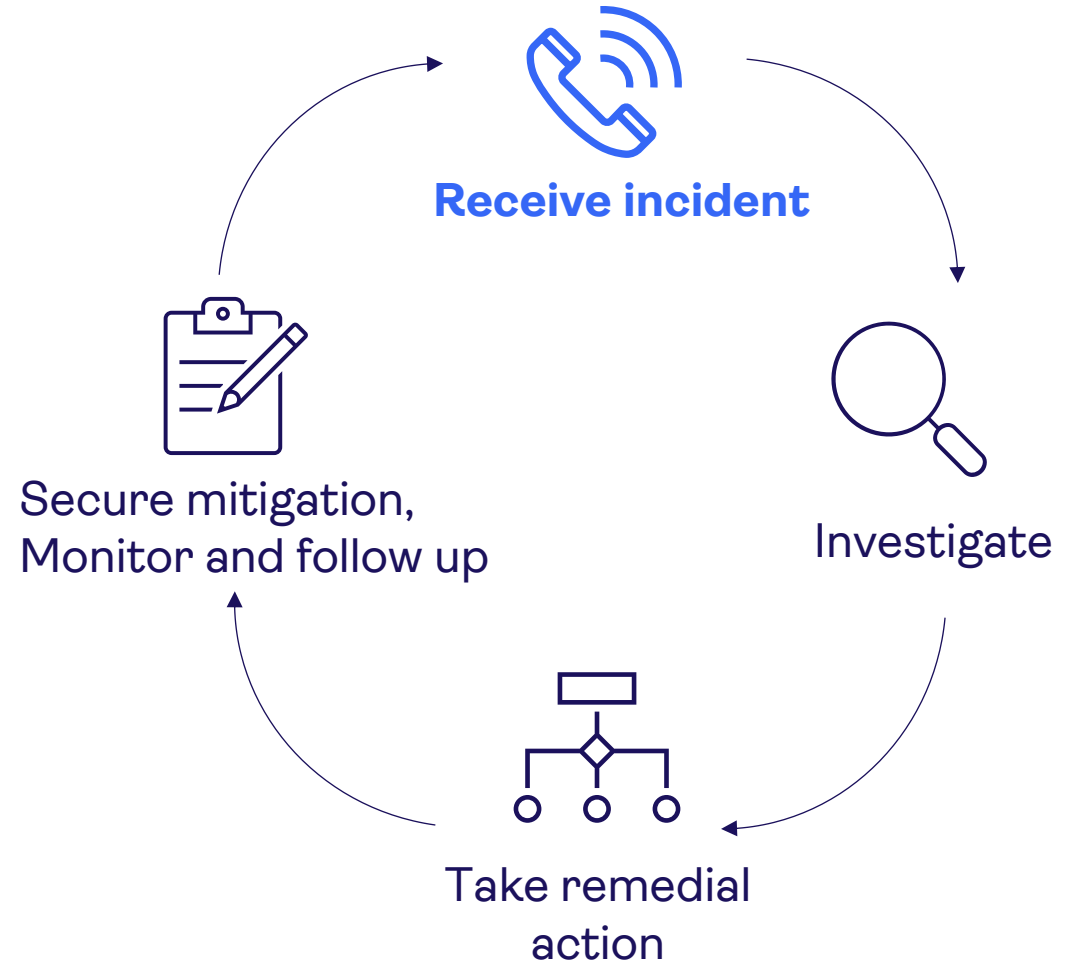 Receive incident
Investigate
Take remedial
action
Secure mitigation,
Monitor and follow up